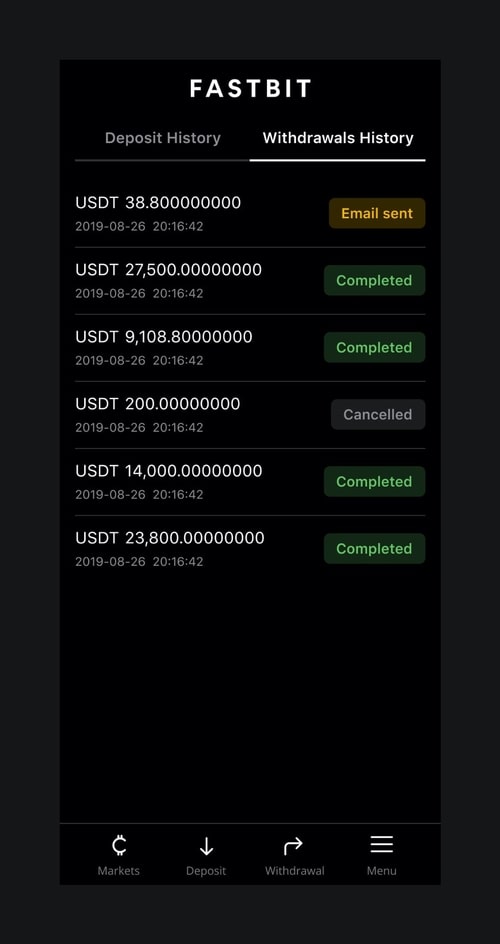 FASTBIT
Deposit History Withdrawals History
USDT 38.800000000
2019-08-26 20:16:42
Email sent
USDT 27,500.00000000
2019-08-26 20:16:42
Completed
USDT 9,108.80000000
2019-08-26 20:16:42
Completed
USDT 200.00000000
2019-08-26 20:16:42
Cancelled
USDT 14,000.00000000
2019-08-26 20:16:42
Completed
USDT 23,800.00000000
2019-08-26 20:16:42
Completed
Markets Deposit Withdrawal Menu